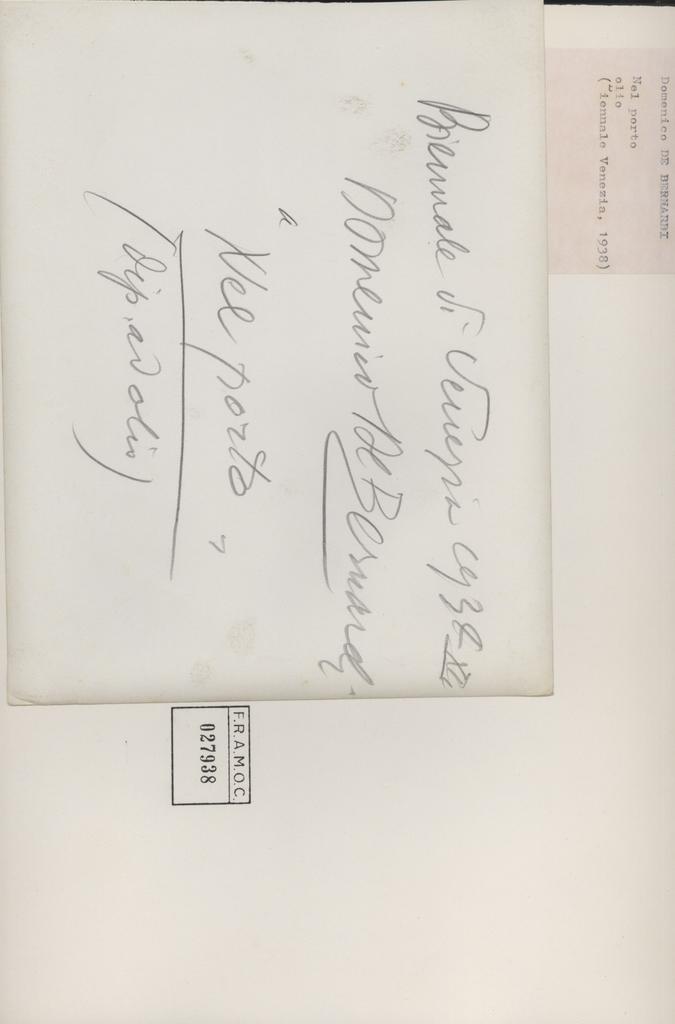 Domenico DE BERNARDI
Nel porto
olio
(Biennale Venezia, 1938)
Biennale di Venezia 1938 -
Domenico De Bernardi
" Nel porto "
(dip. ad olio)
F.R.A.M.O.C.
027938